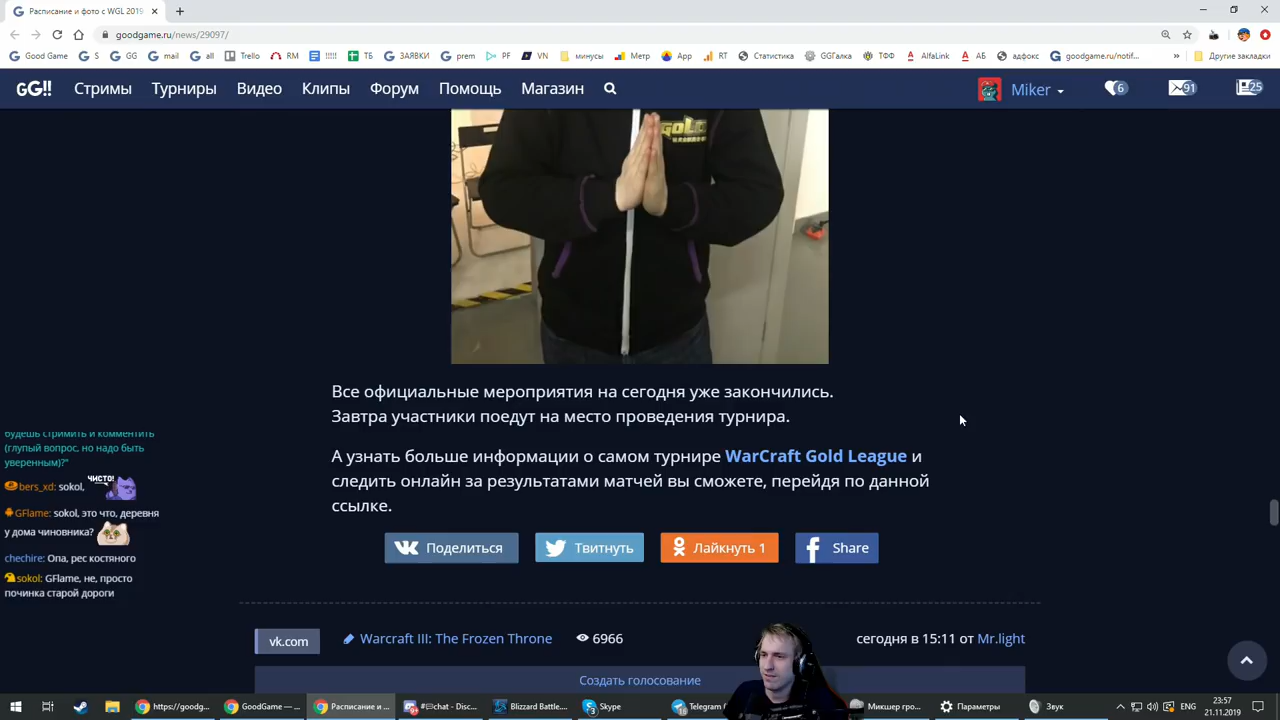 Расписание и фото с WGL 2019
goodgame.ru/news/29097/
Good Game
S
GG
mail
all
Trello
RM
!!!!
ТБ
ЗАЯВКИ
prem
PF
VN
минусы
Метр
App
RT
Статистика
GGГалка
ТФФ
AlfaLink
АБ
адфокс
goodgame.ru/notif...
»
Другие закладки
GG!! Стримы Турниры Видео Клипы Форум Помощь Магазин
Miker 6 91 25
GOLD
Все официальные мероприятия на сегодня уже закончились.
Завтра участники поедут на место проведения турнира.
А узнать больше информации о самом турнире WarCraft Gold League и
следить онлайн за результатами матчей вы сможете, перейдя по данной
ссылке.
Поделиться
Твитнуть
Лайкнуть 1
Share
будешь стримить и комментить
(глупый вопрос, но надо быть
уверенным)?"
bers_xd: sokol, ЧИСТО!
GFlame: sokol, это что, деревня
у дома чиновника?
chechire: Опа, рес костяного
sokol: GFlame, не, просто
починка старой дороги
vk.com
Warcraft III: The Frozen Throne
6966
сегодня в 15:11 от Mr.light
Создать голосование
https://goodg...
GoodGame — ...
Расписание и ...
#🎮chat - Disc...
Blizzard Battle....
Skype
Telegram
Микшер гро...
Параметры
Звук
ENG
23:57
21.11.2019